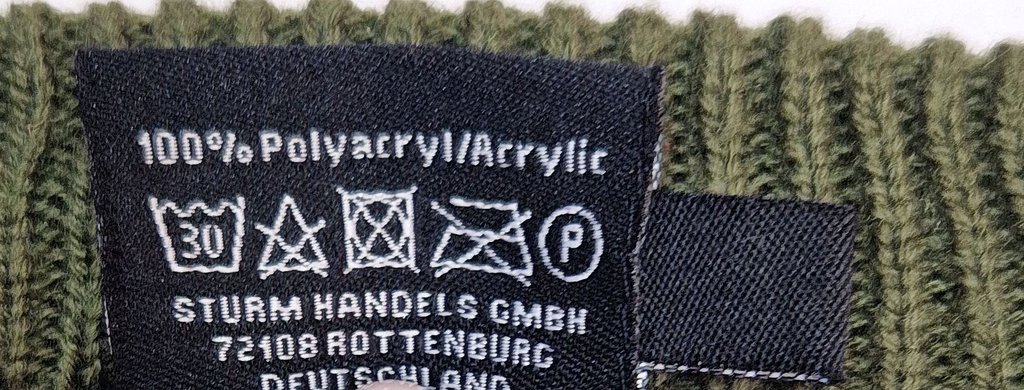 100% Polyacryl/Acrylic
30 P
STURM HANDELS GMBH
72108 ROTTENBURG
DEUTSCHLAND